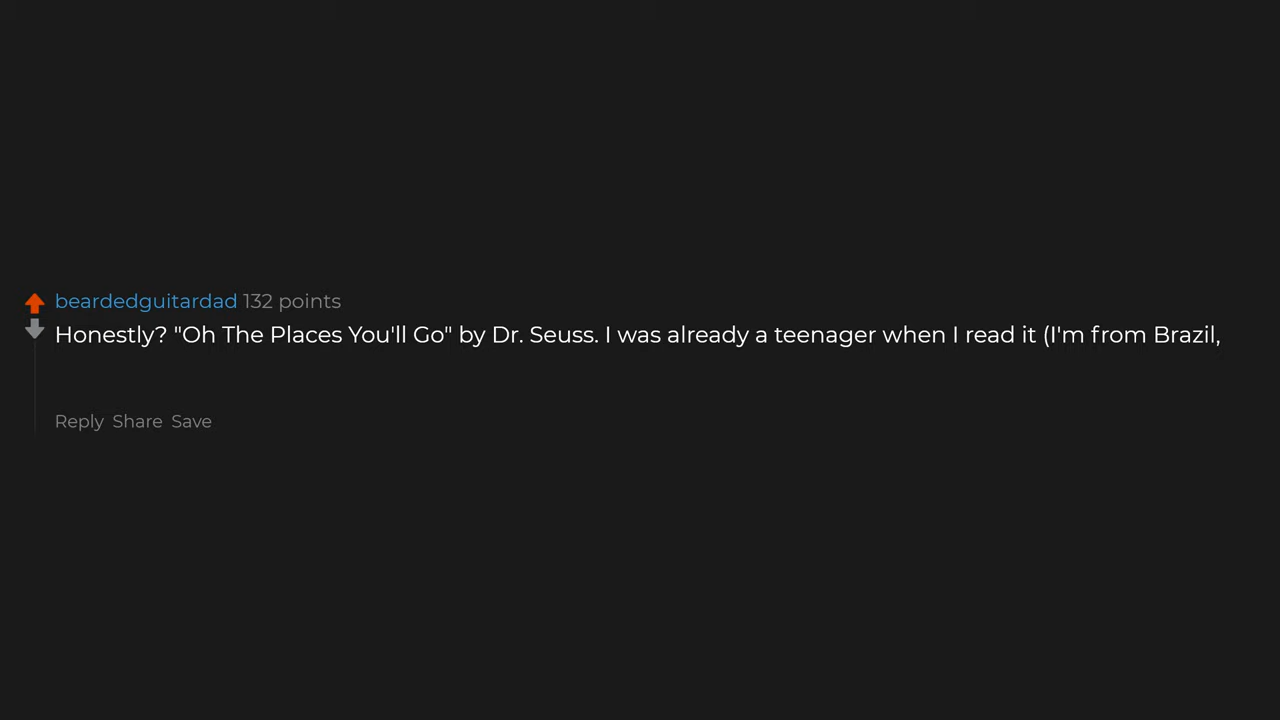 beardedguitardad 132 points
Honestly? "Oh The Places You'll Go" by Dr. Seuss. I was already a teenager when I read it (I'm from Brazil,
Reply Share Save